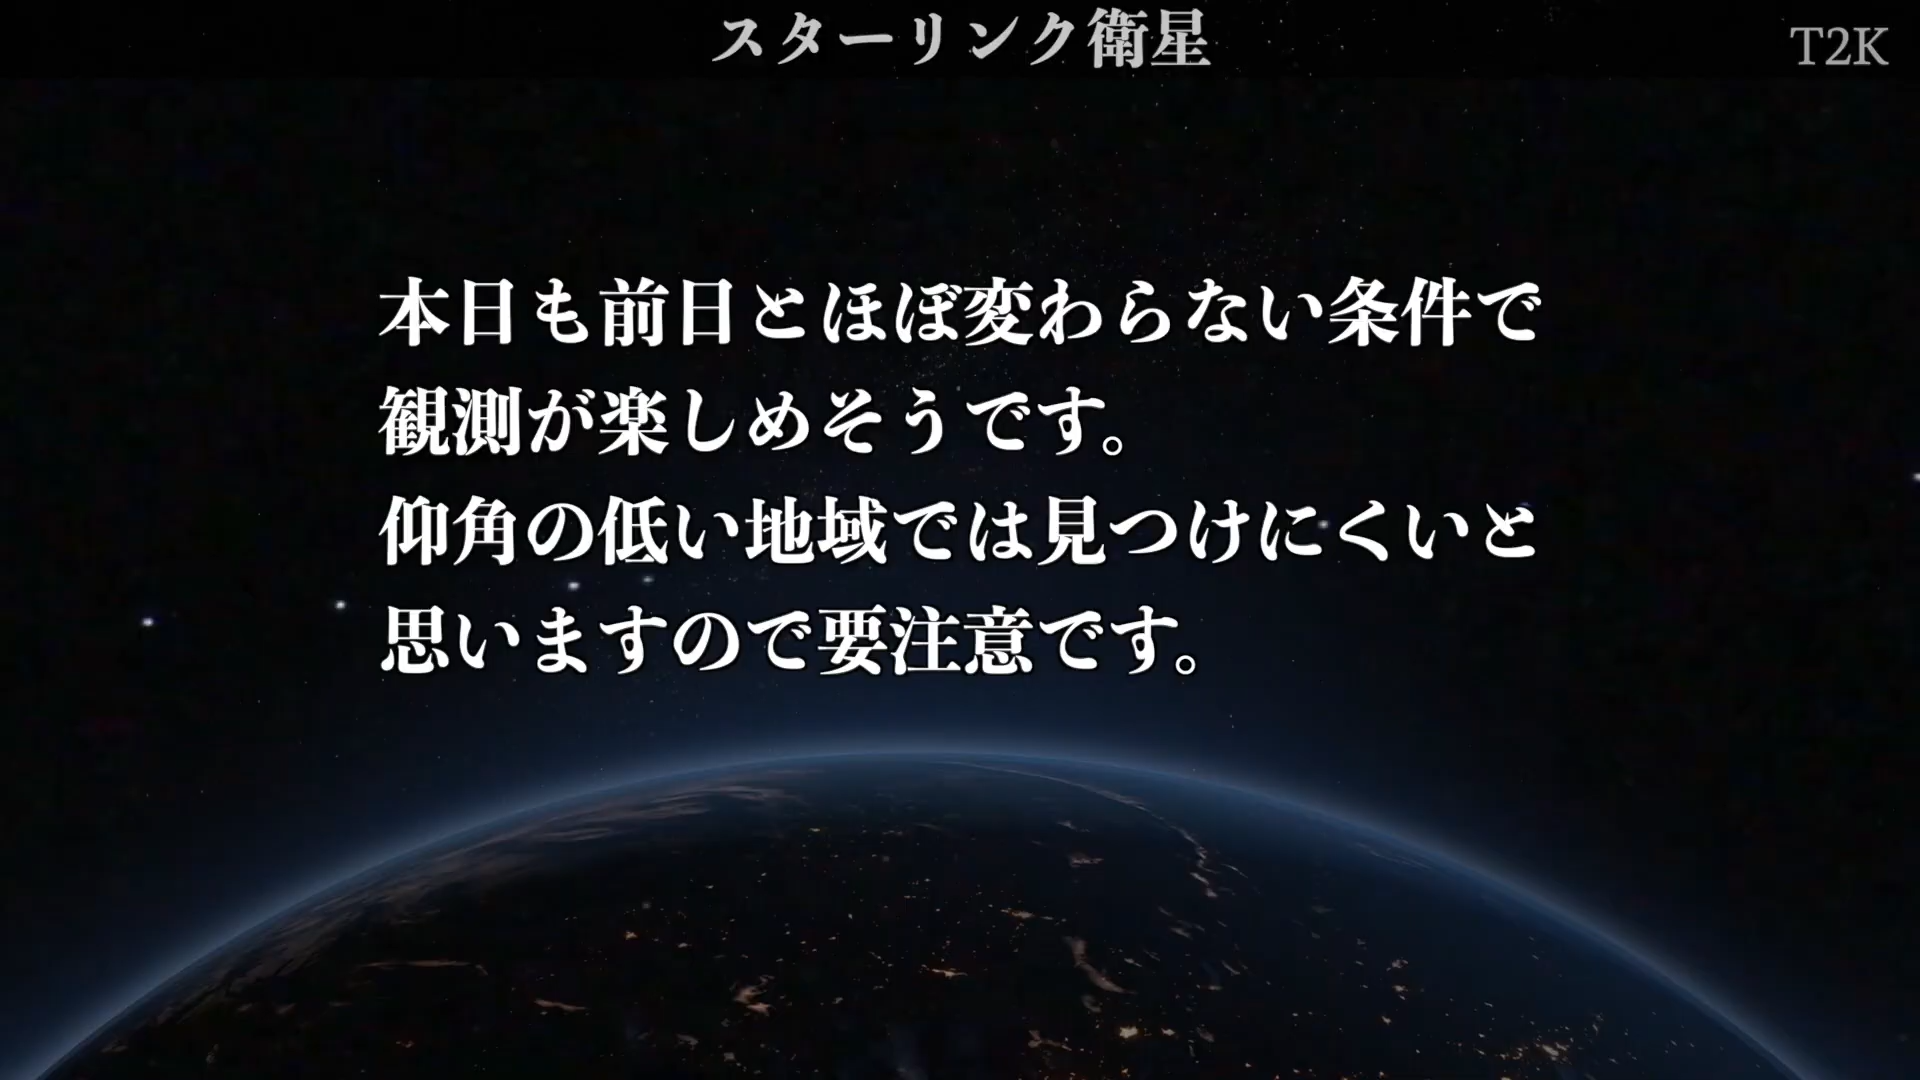 スターリンク衛星
T2K
本日も前日とほぼ変わらない条件で
観測が楽しめそうです。
仰角の低い地域では見つけにくいと
思いますので要注意です。